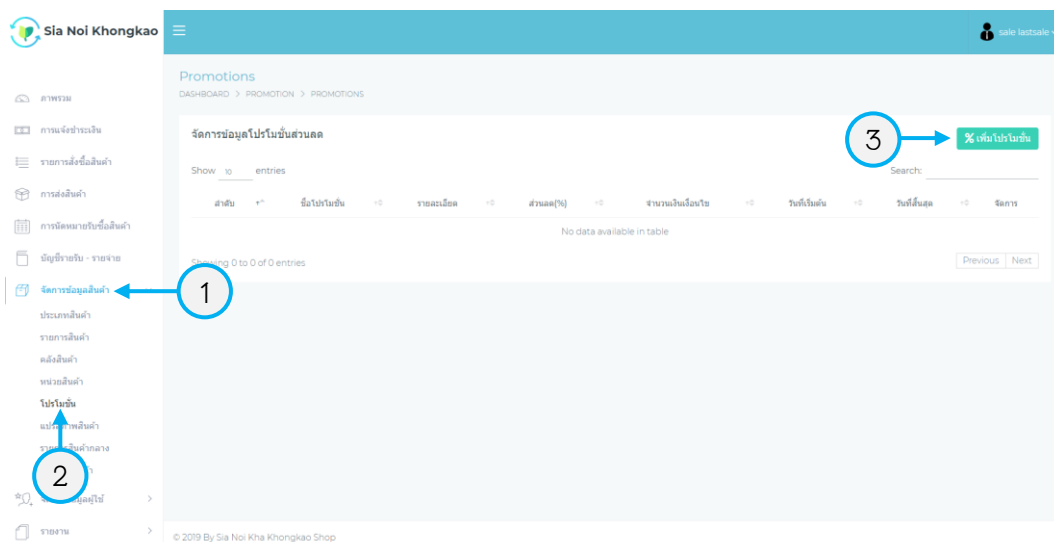 Sia Noi Khongkao
sale lastsale
Promotions
DASHBOARD > PROMOTION > PROMOTIONS
ภาพรวม
การแจ้งชำระเงิน
รายการสั่งซื้อสินค้า
การส่งสินค้า
การนัดหมายรับซื้อสินค้า
บัญชีรายรับ - รายจ่าย
จัดการข้อมูลสินค้า
ประเภทสินค้า
รายการสินค้า
คลังสินค้า
หน่วยสินค้า
โปรโมชั่น
สินค้า
สินค้ากลาง
รายงาน
1
2
จัดการข้อมูลโปรโมชั่นส่วนลด
3
% เพิ่มโปรโมชั่น
Show 10 entries
Search:
ลำดับ ชื่อโปรโมชั่น รายละเอียด ส่วนลด(%) จำนวนเงินเงื่อนไข วันที่เริ่มต้น วันที่สิ้นสุด จัดการ
No data available in table
Showing 0 to 0 of 0 entries
Previous Next
© 2019 By Sia Noi Kha Khongkao Shop